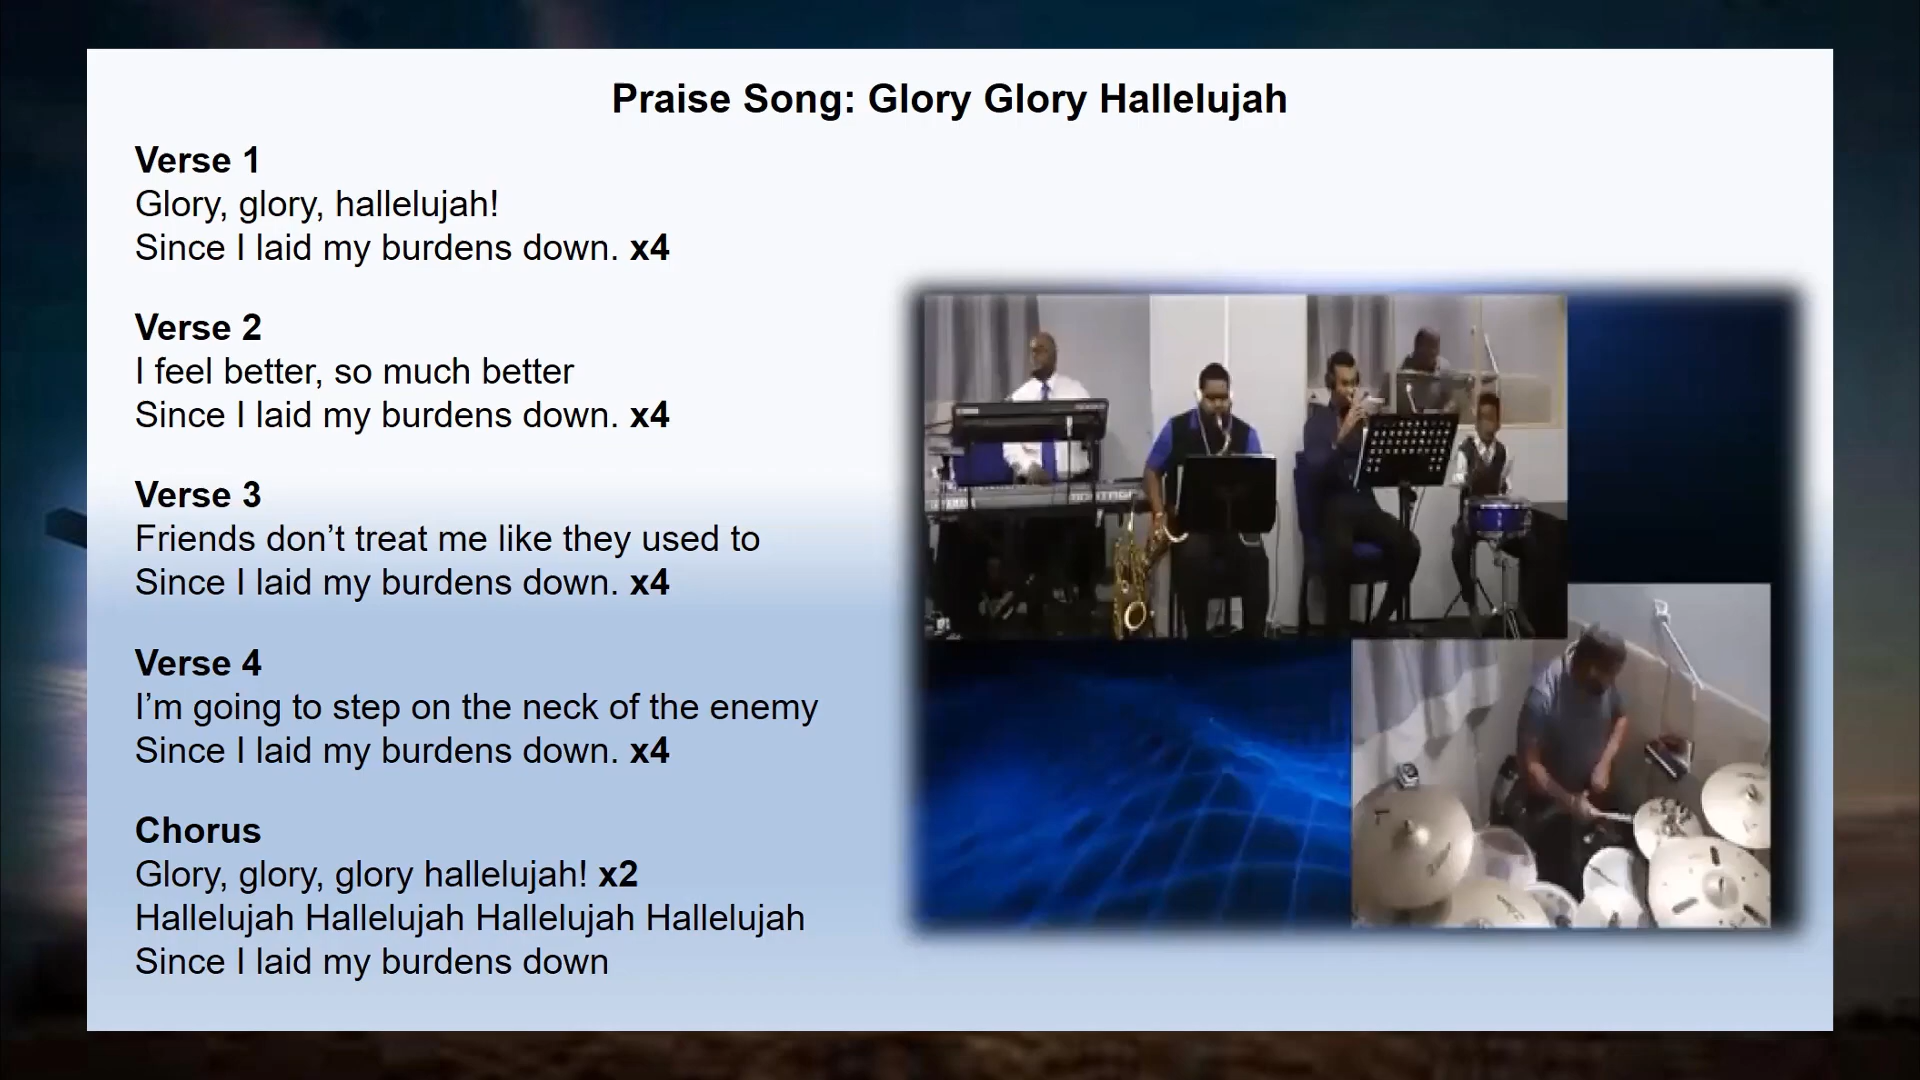 Praise Song: Glory Glory Hallelujah
Verse 1
Glory, glory, hallelujah!
Since I laid my burdens down. x4
Verse 2
I feel better, so much better
Since I laid my burdens down. x4
Verse 3
Friends don’t treat me like they used to
Since I laid my burdens down. x4
Verse 4
I’m going to step on the neck of the enemy
Since I laid my burdens down. x4
Chorus
Glory, glory, glory hallelujah! x2
Hallelujah Hallelujah Hallelujah Hallelujah
Since I laid my burdens down